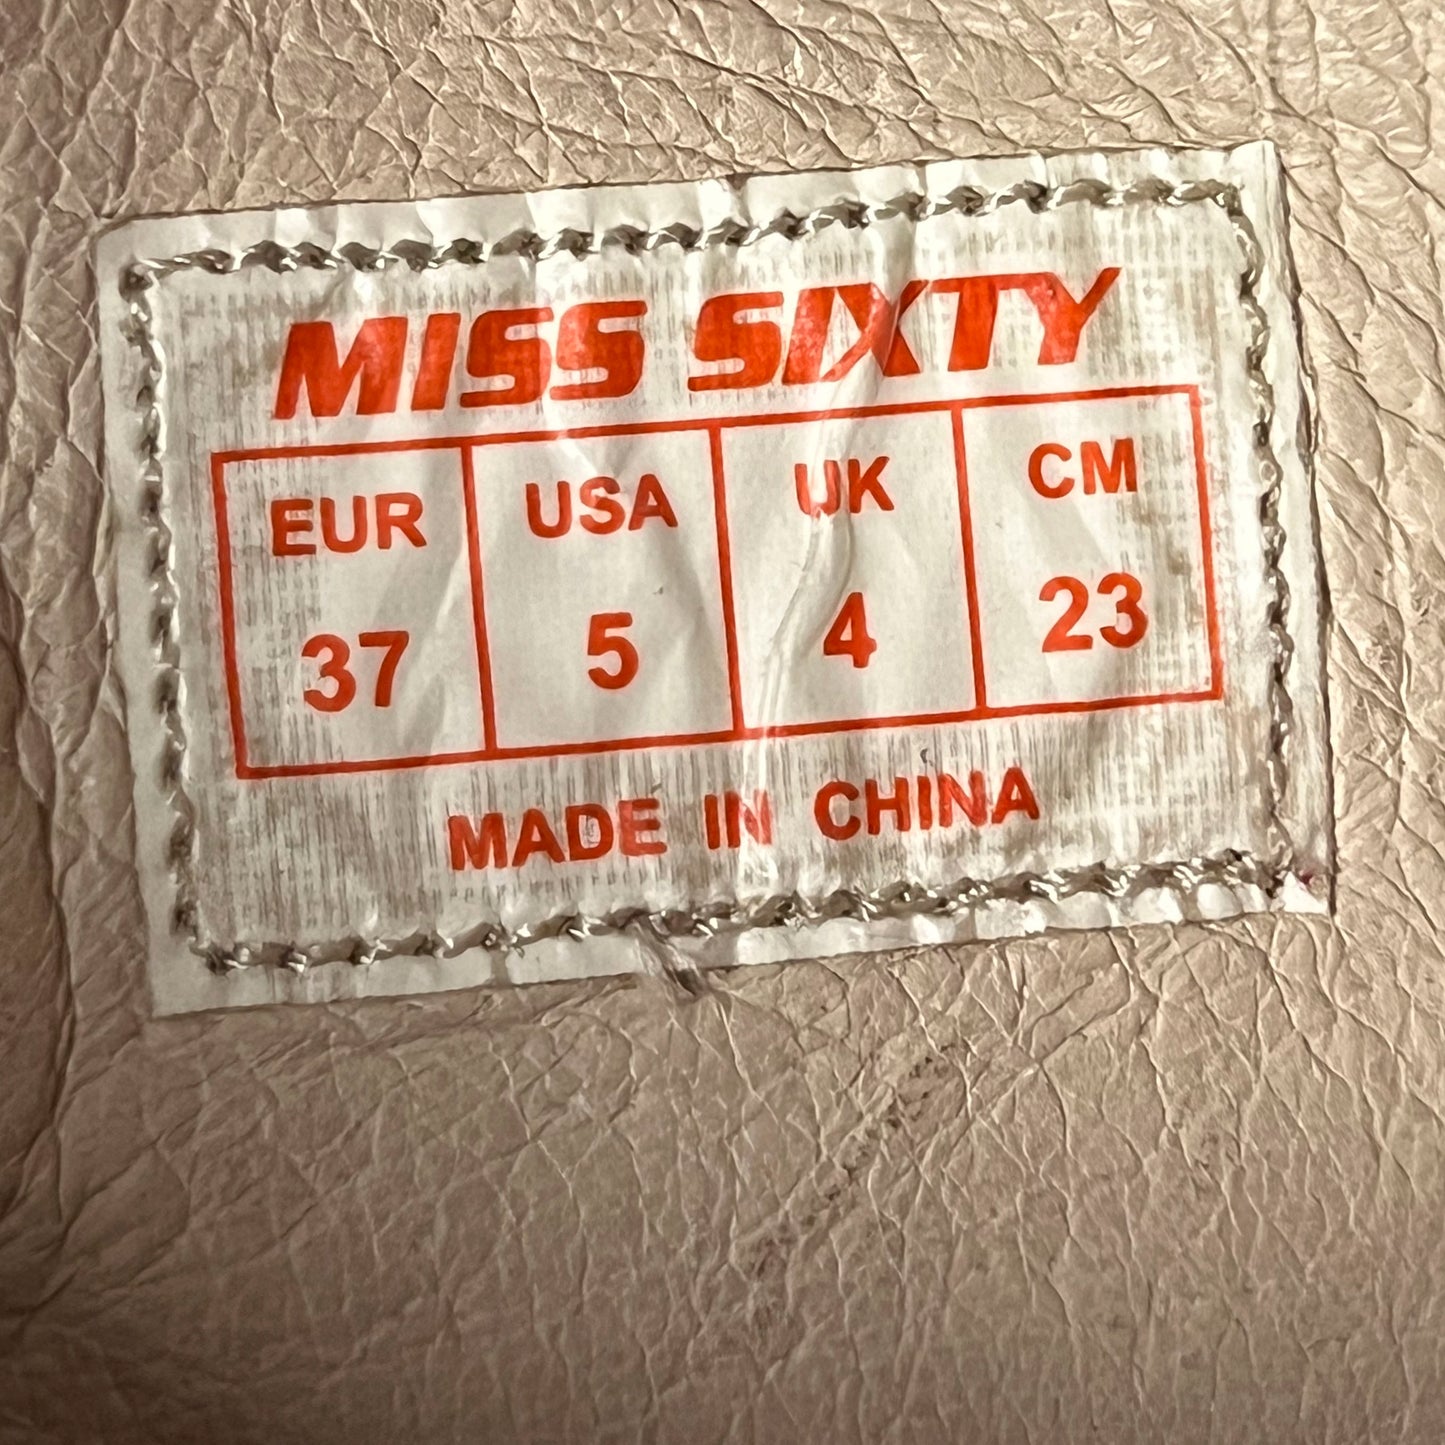 MISS SIXTY
EUR USA UK CM
37 5 4 23
MADE IN CHINA